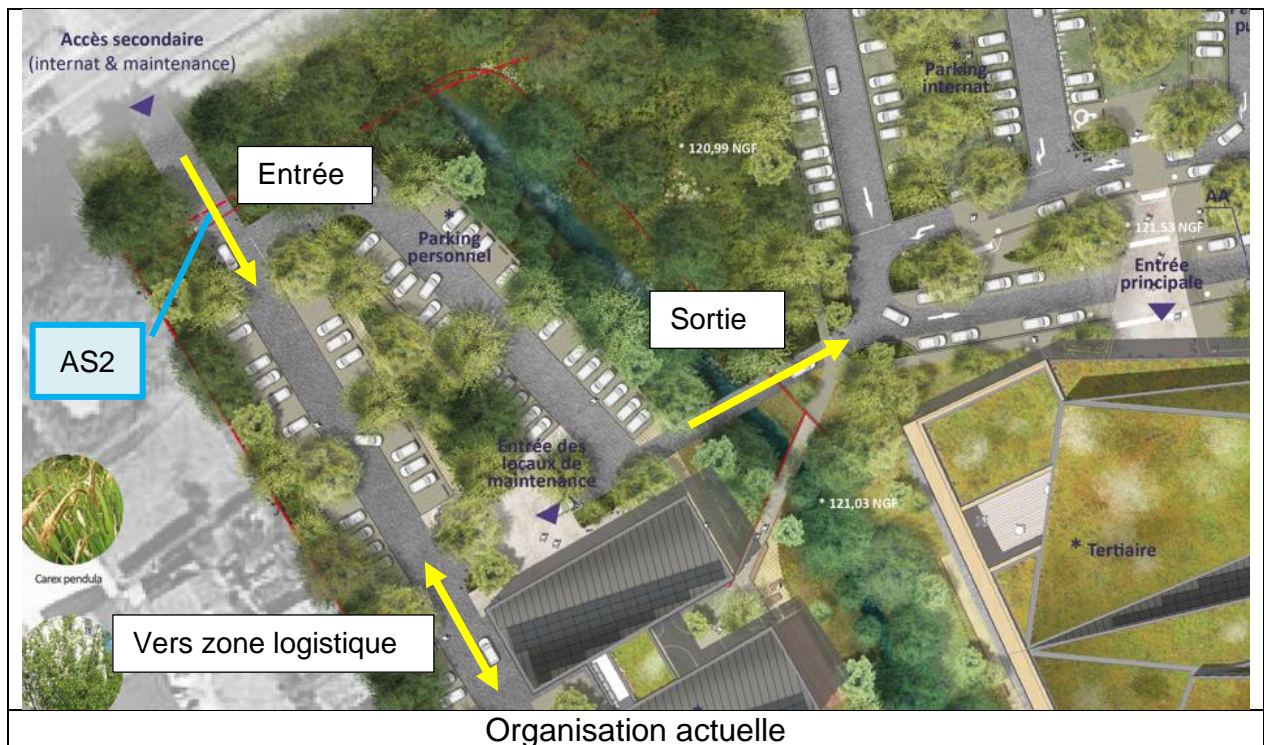 Accès secondaire
(internat & maintenance)
Entrée
*
Parking
personnel
AS2
Carex pendula
Vers zone logistique
Entrée des
locaux de
maintenance
Sortie
* 120,99 NGF
*
Parking
internat
AA
* 121,53 NGF
Entrée
principale
* 121,03 NGF
* Tertiaire
Organisation actuelle